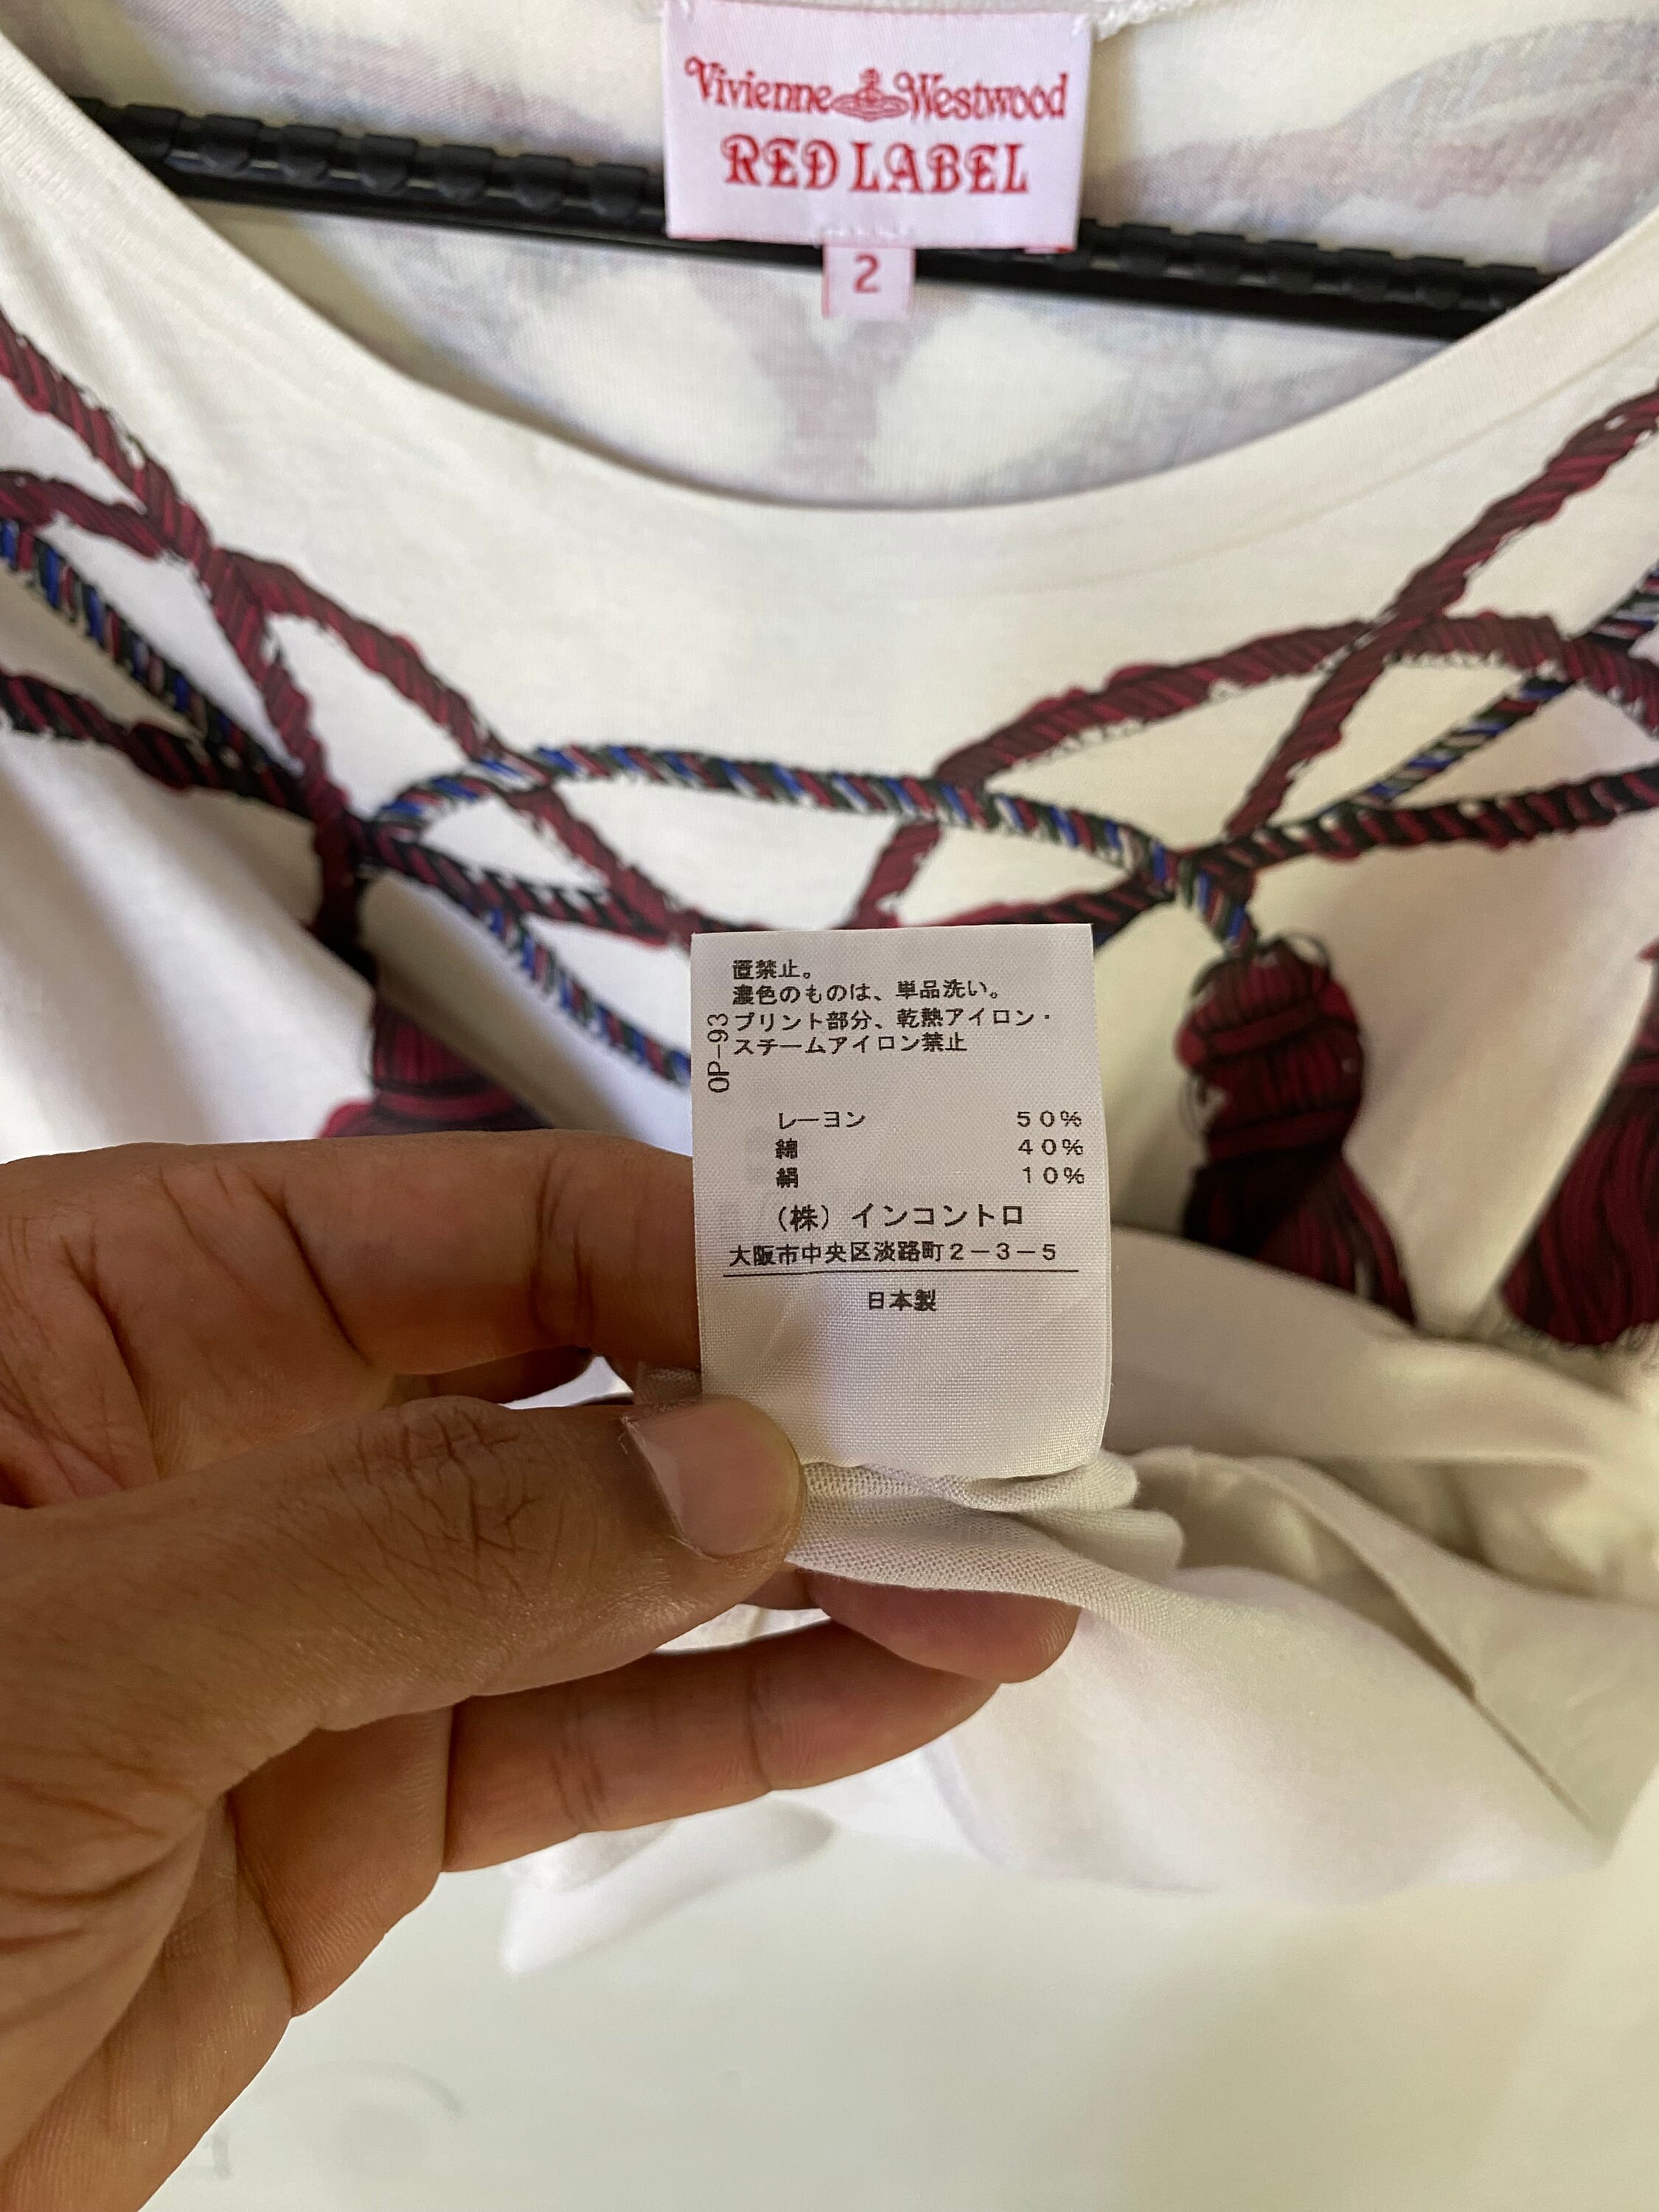 Vivienne Westwood
RED LABEL
2
置禁止。
濃色のものは、単品洗い。
プリント部分、乾熱アイロン・
スチームアイロン禁止
OP-93
レーヨン 50%
綿 40%
絹 10%
（株）インコントロ
大阪市中央区淡路町2-3-5
日本製